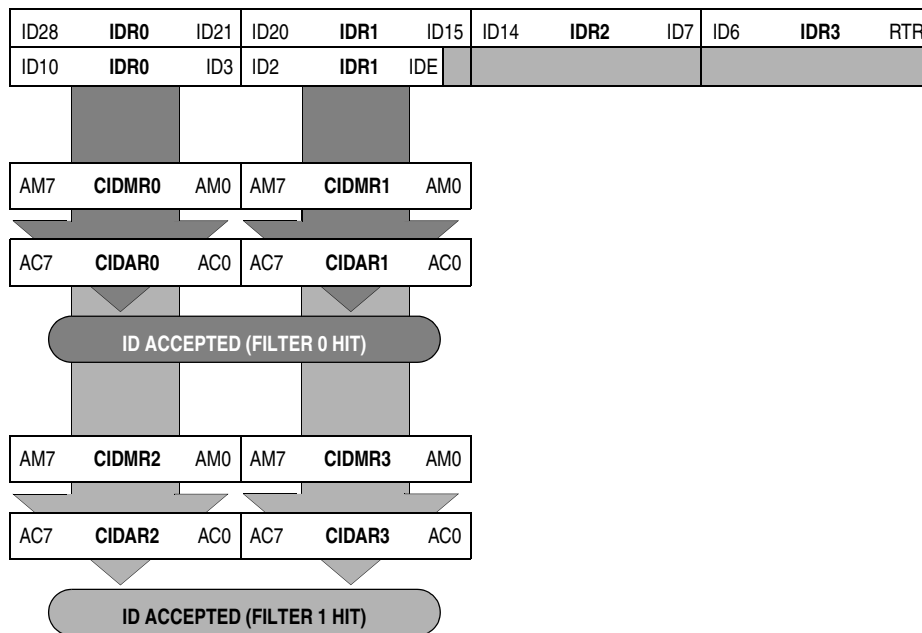 ID28 IDR0 ID21 ID20 IDR1 ID15 ID14 IDR2 ID7 ID6 IDR3 RTR
ID10 IDR0 ID3 ID2 IDR1 IDE
AM7 CIDMR0 AM0 AM7 CIDMR1 AM0
AC7 CIDAR0 AC0 AC7 CIDAR1 AC0
ID ACCEPTED (FILTER 0 HIT)
AM7 CIDMR2 AM0 AM7 CIDMR3 AM0
AC7 CIDAR2 AC0 AC7 CIDAR3 AC0
ID ACCEPTED (FILTER 1 HIT)